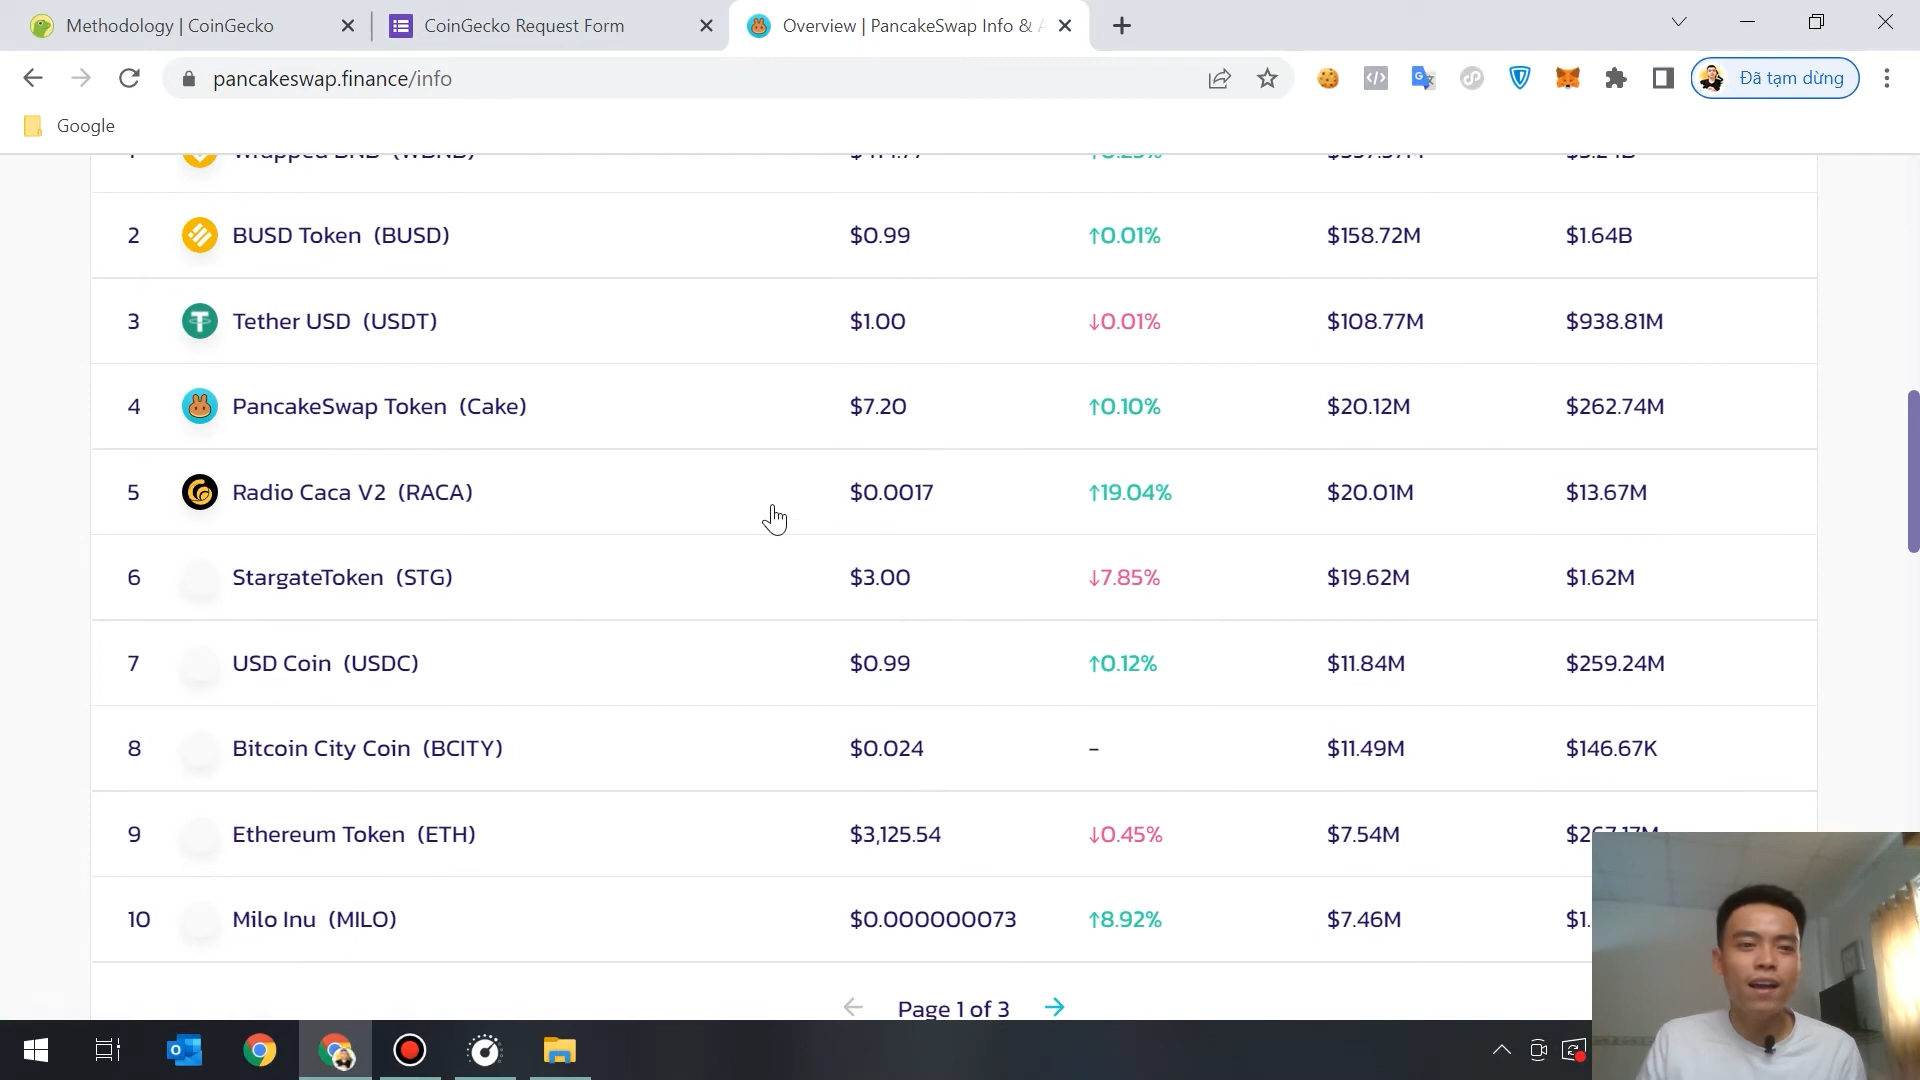 Methodology | CoinGecko
CoinGecko Request Form
Overview | PancakeSwap Info &
pancakeswap.finance/info
Đã tạm dừng
Google
2 BUSD Token (BUSD) $0.99 ↑0.01% $158.72M $1.64B
3 Tether USD (USDT) $1.00 ↓0.01% $108.77M $938.81M
4 PancakeSwap Token (Cake) $7.20 ↑0.10% $20.12M $262.74M
5 Radio Caca V2 (RACA) $0.0017 ↑19.04% $20.01M $13.67M
6 StargateToken (STG) $3.00 ↓7.85% $19.62M $1.62M
7 USD Coin (USDC) $0.99 ↑0.12% $11.84M $259.24M
8 Bitcoin City Coin (BCITY) $0.024 - $11.49M $146.67K
9 Ethereum Token (ETH) $3,125.54 ↓0.45% $7.54M
10 Milo Inu (MILO) $0.000000073 ↑8.92% $7.46M $1.
Page 1 of 3